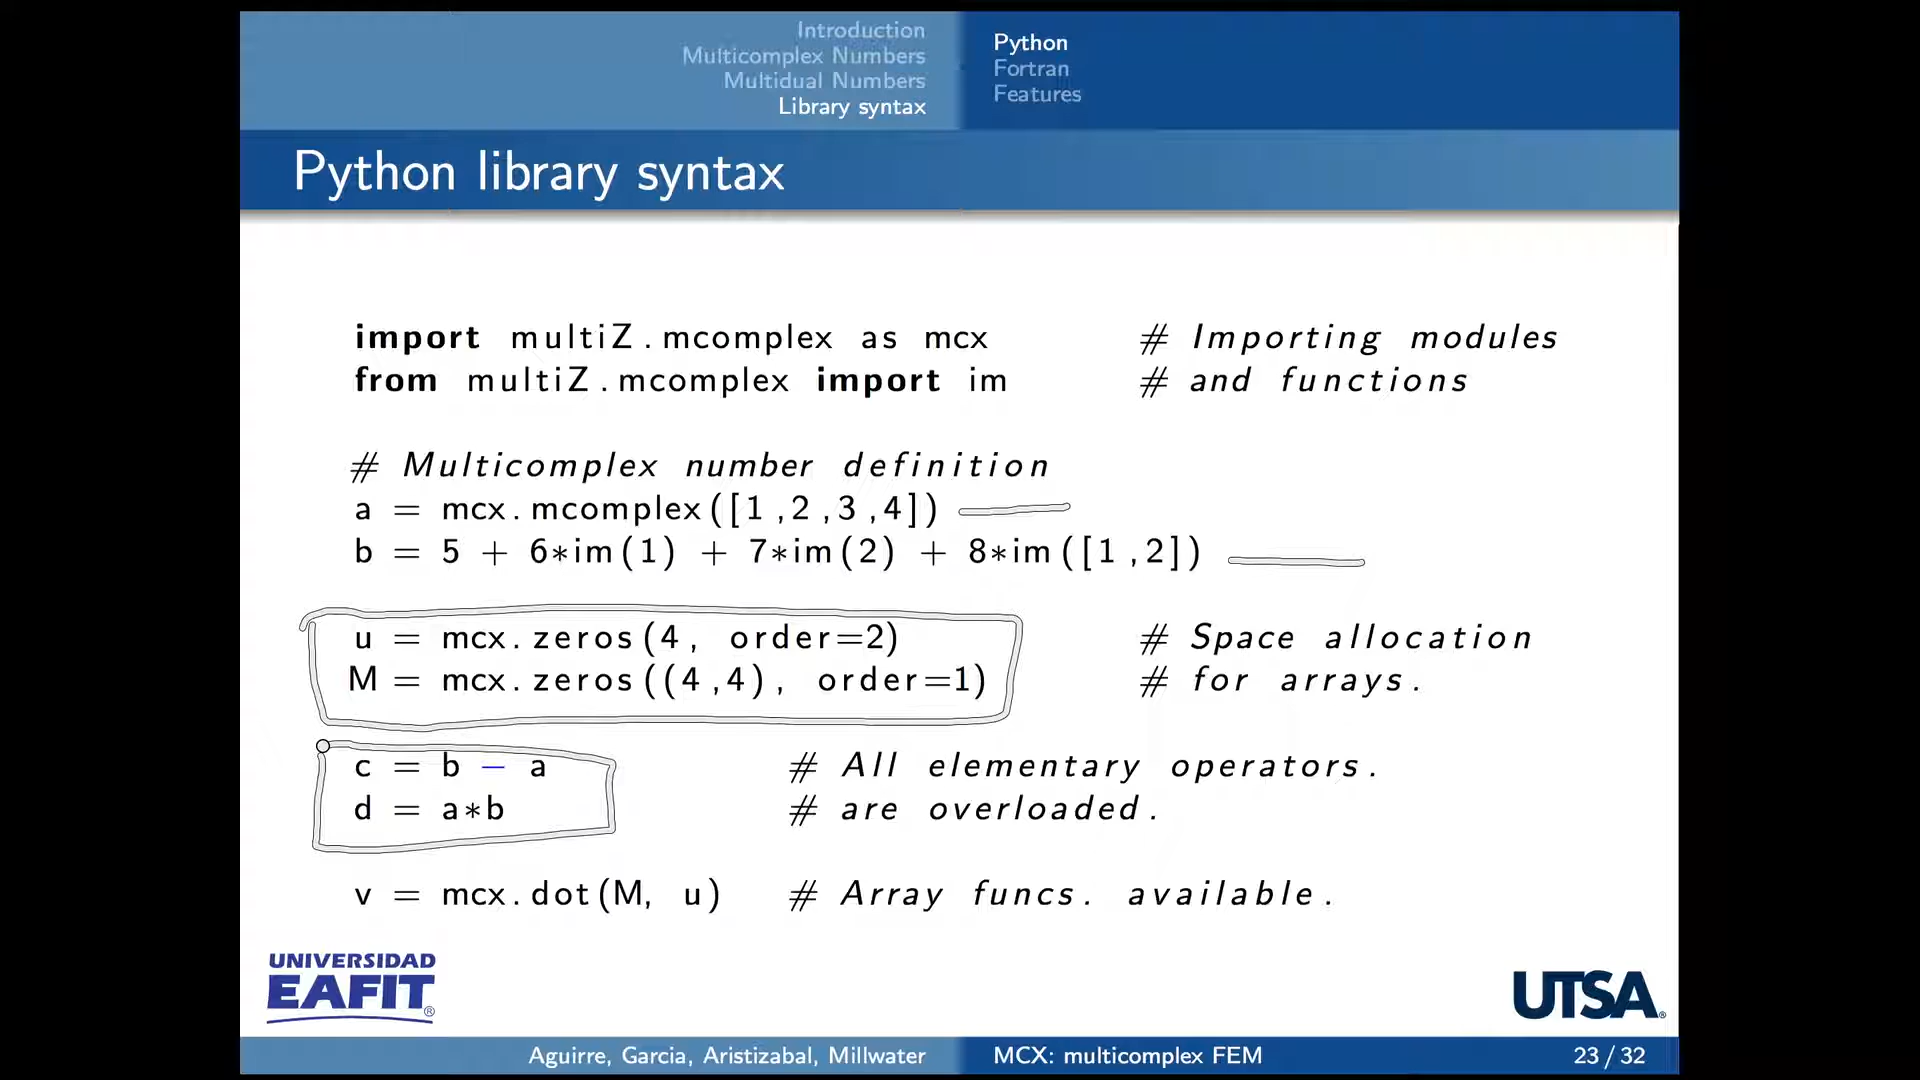 Introduction
Multicomplex Numbers
Multidual Numbers
Library syntax
Python
Fortran
Features
Python library syntax
import multiZ.mcomplex as mcx # Importing modules
from multiZ.mcomplex import im # and functions
# Multicomplex number definition
a = mcx.mcomplex([1,2,3,4])
b = 5 + 6*im(1) + 7*im(2) + 8*im([1,2])
u = mcx.zeros(4, order=2) # Space allocation
M = mcx.zeros((4,4), order=1) # for arrays.
c = b - a # All elementary operators.
d = a*b # are overloaded.
v = mcx.dot(M, u) # Array funcs. available.
UNIVERSIDAD
EAFIT®
UTSA®
Aguirre, Garcia, Aristizabal, Millwater MCX: multicomplex FEM 23 / 32